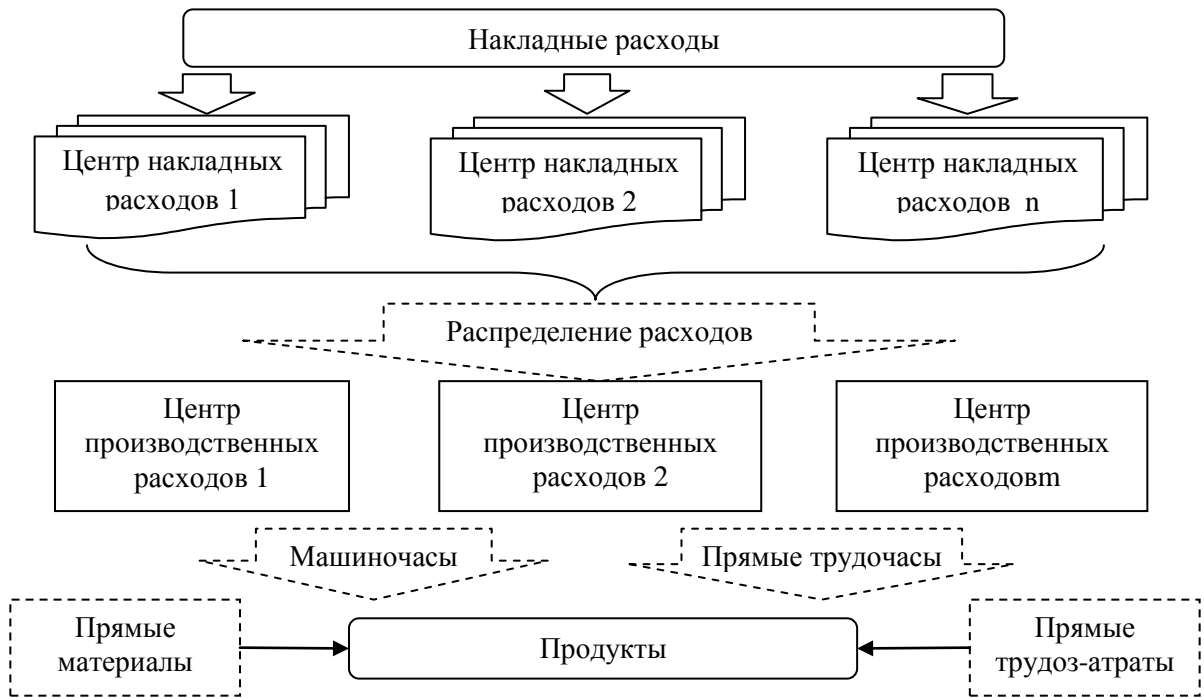 Накладные расходы
Центр накладных
расходов 1
Центр накладных
расходов 2
Центр накладных
расходов n
Распределение расходов
Центр
производственных
расходов 1
Центр
производственных
расходов 2
Центр
производственных
расходовm
Машиночасы
Прямые трудочасы
Прямые
материалы
Продукты
Прямые
трудоз-атраты